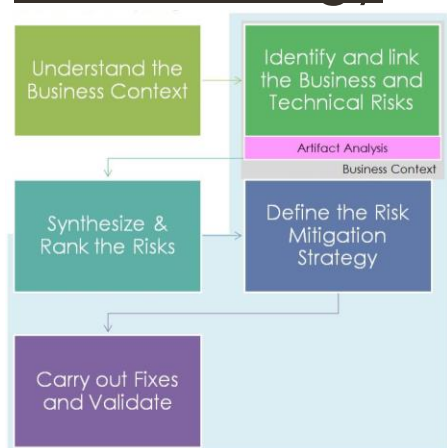 Understand the
Business Context
Identify and link
the Business and
Technical Risks
Artifact Analysis
Business Context
Synthesize &
Rank the Risks
Define the Risk
Mitigation
Strategy
Carry out Fixes
and Validate